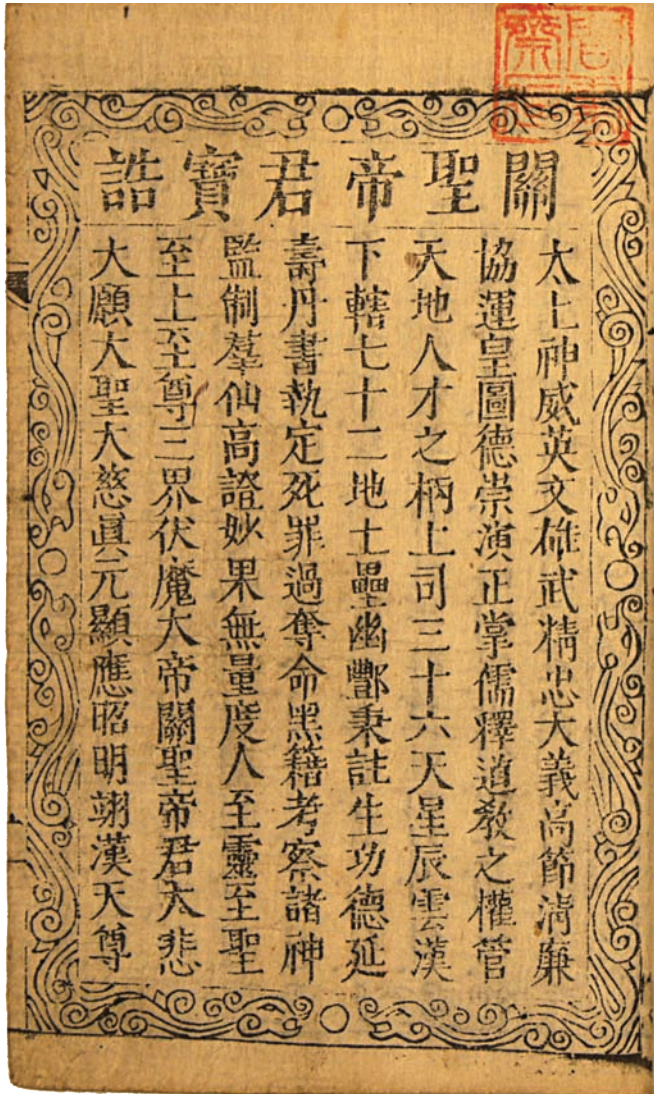 關聖帝君寶誥
太上神威英文雄武精忠大義高節清廉
協運皇圖德崇演正掌儒釋道教之權管
天地人才之柄上司三十六天星辰雲漢
下轄七十二地土壘幽酆秉註生功德延
壽丹書執定死罪過奪命黑籍考察諸神
監制羣仙高證妙果無量度人至靈至聖
至上至尊三界伏魔大帝關聖帝君大悲
大願大聖大慈眞元顯應昭明翊漢天尊